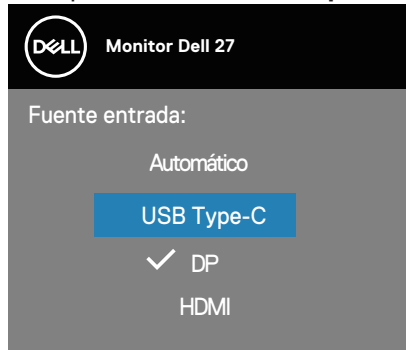 DELL
Monitor Dell 27
Fuente entrada:
Automático
USB Type-C
✓ DP
HDMI